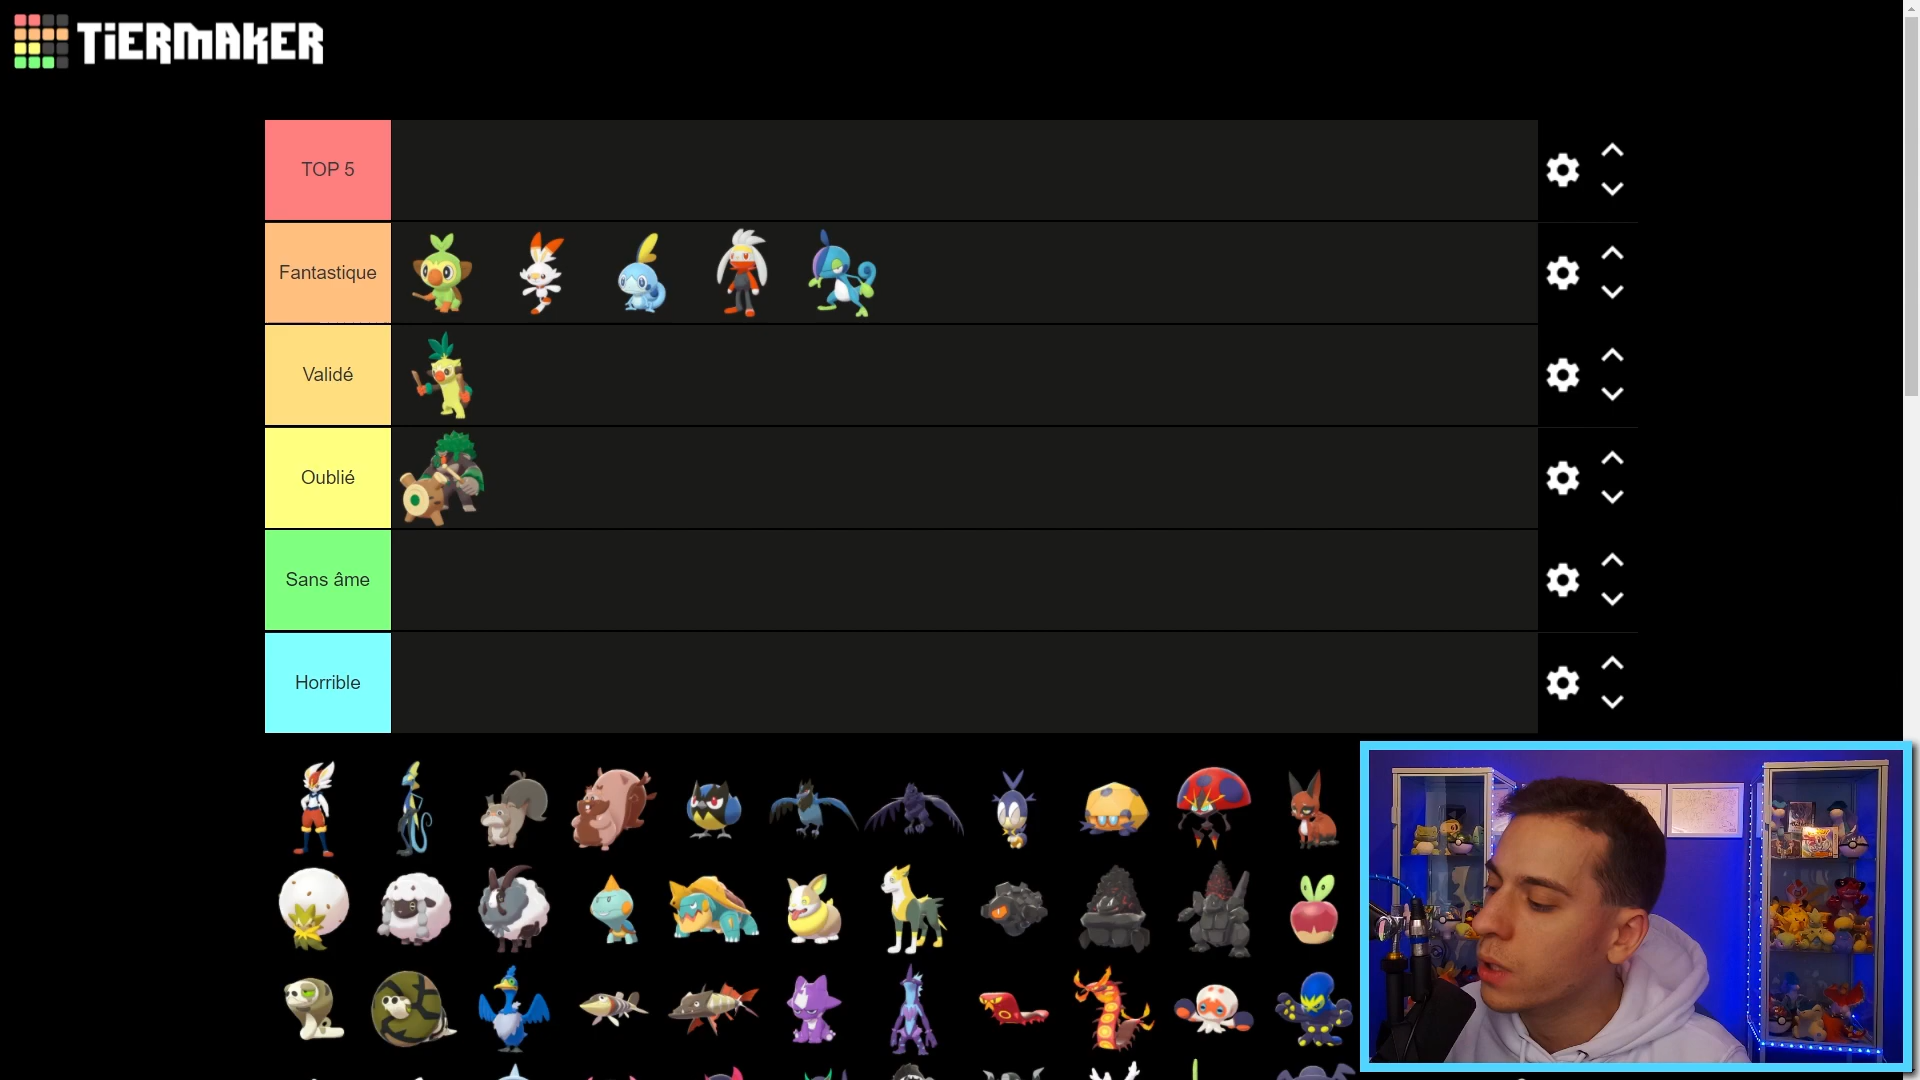 TiERMAKER
TOP 5
Fantastique
Validé
Oublié
Sans âme
Horrible